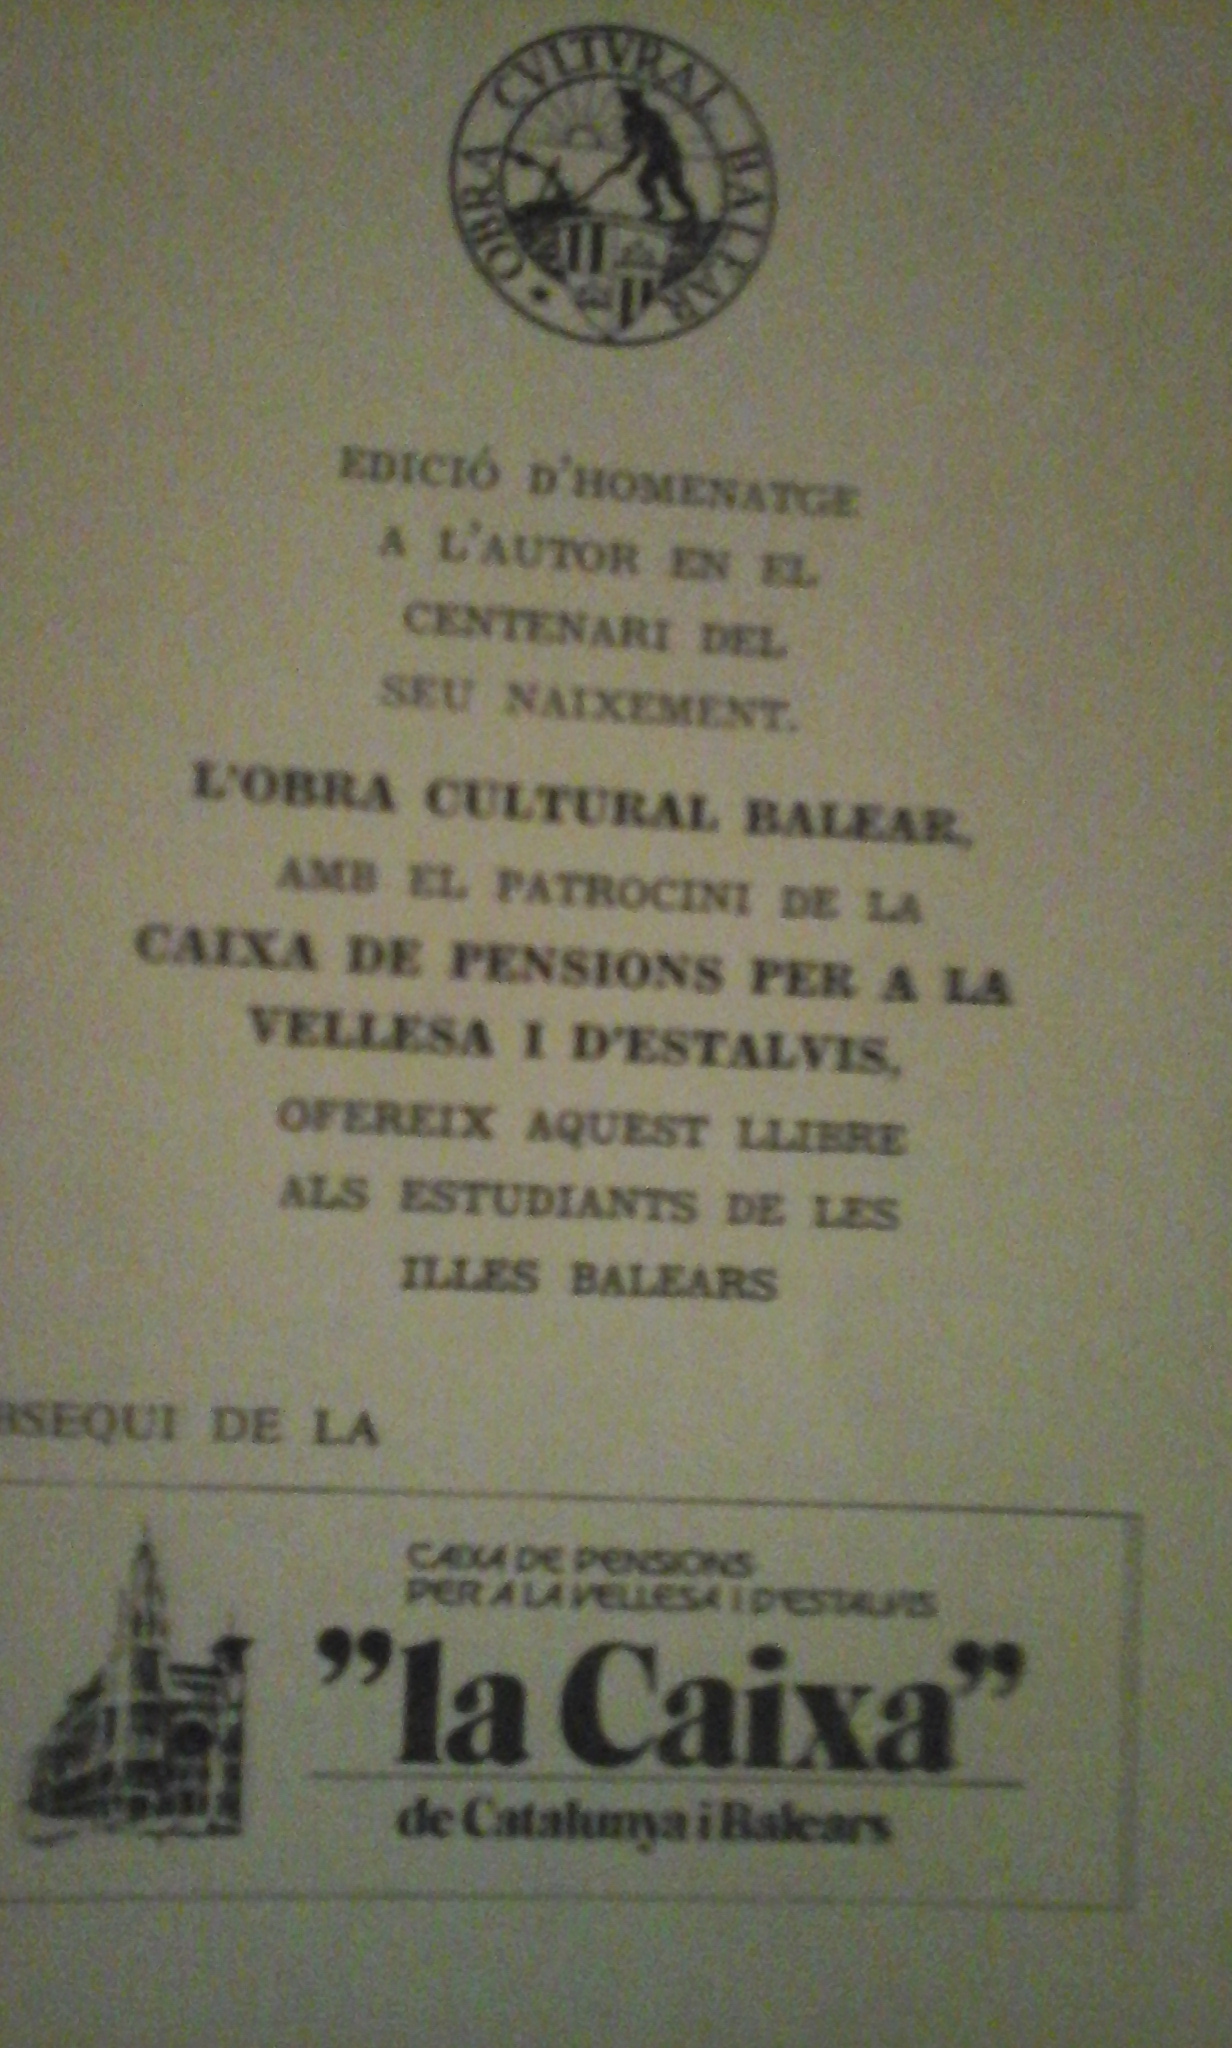 OBRA CVLTVRAL BALEAR
EDICIÓ D'HOMENATGE
A L'AUTOR EN EL
CENTENARI DEL
SEU NAIXEMENT.
L'OBRA CULTURAL BALEAR,
AMB EL PATROCINI DE LA
CAIXA DE PENSIONS PER A LA
VELLESA I D'ESTALVIS,
OFEREIX AQUEST LLIBRE
ALS ESTUDIANTS DE LES
ILLES BALEARS
BSEQUI DE LA
CAIXA DE PENSIONS
PER A LA VELLESA I D'ESTALVIS
"la Caixa"
de Catalunya i Balears